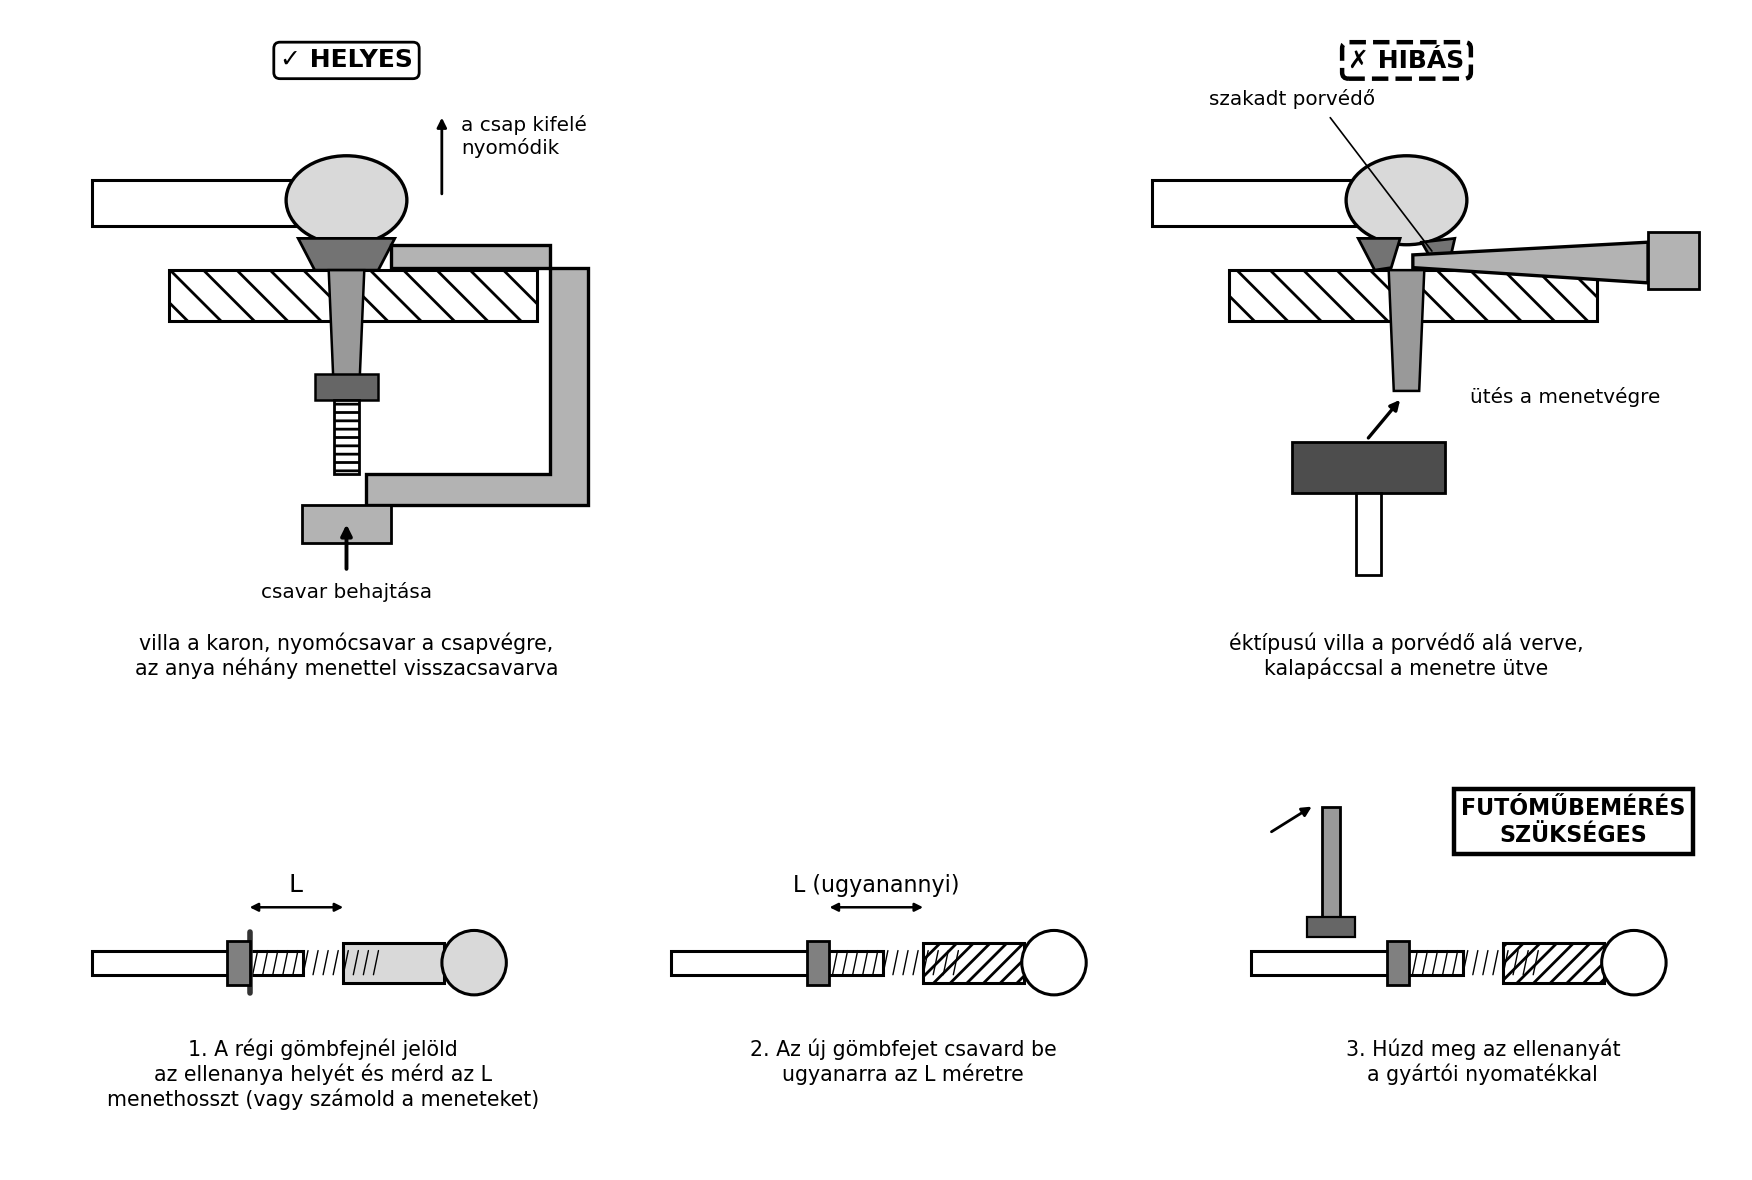 ✓ HELYES
a csap kifelé
nyomódik
csavar behajtása
villa a karon, nyomócsavar a csapvégre,
az anya néhány menettel visszacsavarva
✗ HIBÁS
szakadt porvédő
ütés a menetvégre
éktípusú villa a porvédő alá verve,
kalapáccsal a menetre ütve
L
1. A régi gömbfejnél jelöld
az ellenanya helyét és mérd az L
menethosszt (vagy számold a meneteket)
L (ugyanannyi)
2. Az új gömbfejet csavard be
ugyanarra az L méretre
FUTÓMŰBEMÉRÉS
SZÜKSÉGES
3. Húzd meg az ellenanyát
a gyártói nyomatékkal